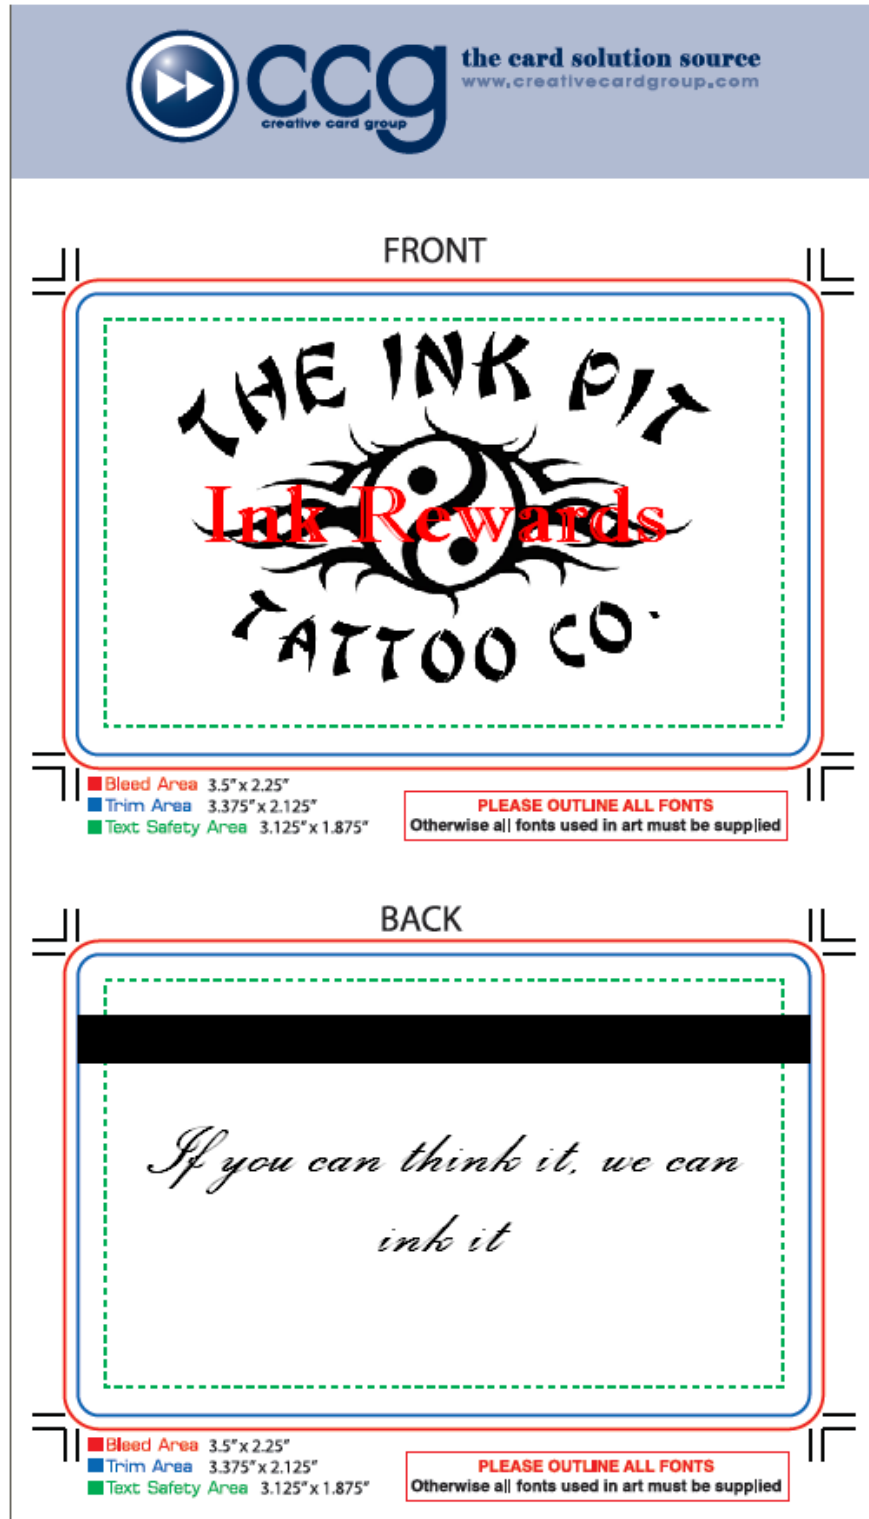 ccg
creative card group
the card solution source
www.creativecardgroup.com
FRONT
THE INK PIT
Ink Rewards
TATTOO CO.
Bleed Area 3.5" x 2.25"
Trim Area 3.375" x 2.125"
Text Safety Area 3.125" x 1.875"
PLEASE OUTLINE ALL FONTS
Otherwise all fonts used in art must be supplied
BACK
If you can think it, we can
ink it
Bleed Area 3.5" x 2.25"
Trim Area 3.375" x 2.125"
Text Safety Area 3.125" x 1.875"
PLEASE OUTLINE ALL FONTS
Otherwise all fonts used in art must be supplied